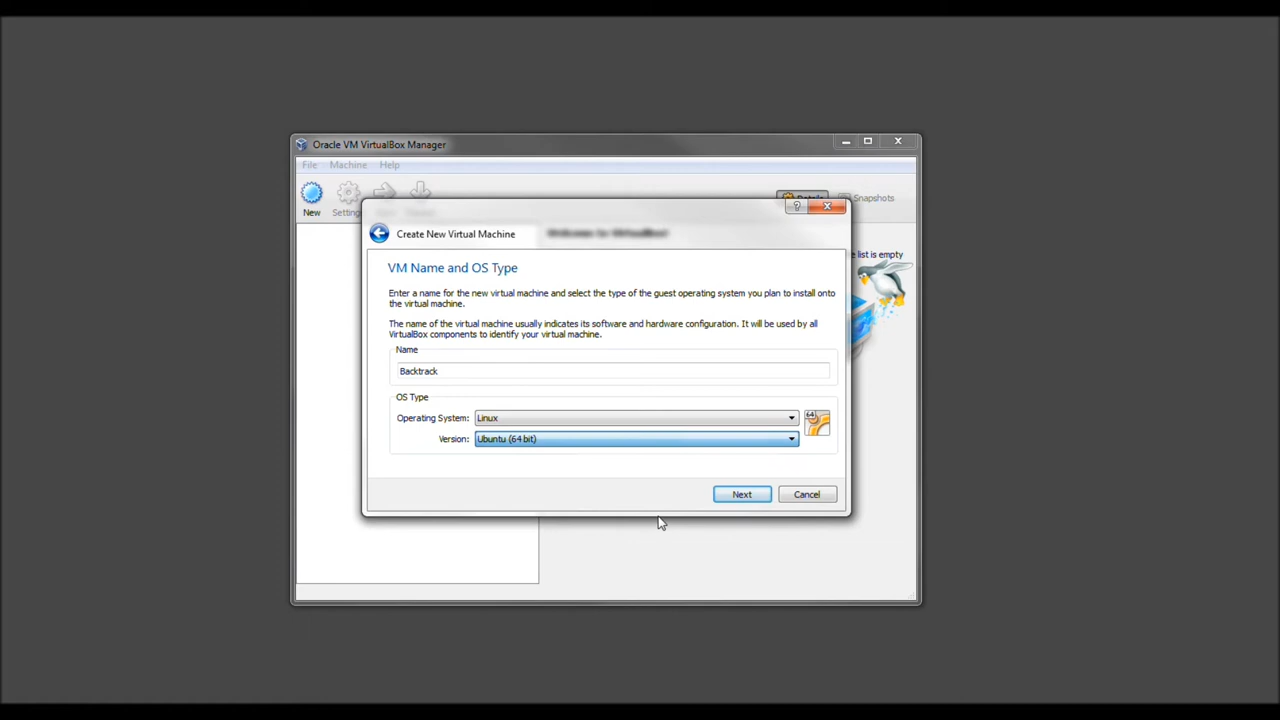 Oracle VM VirtualBox Manager
File Machine Help
New
Snapshots
list is empty
Create New Virtual Machine
Welcome to VirtualBox!
VM Name and OS Type
Enter a name for the new virtual machine and select the type of the guest operating system you plan to install onto
the virtual machine.
The name of the virtual machine usually indicates its software and hardware configuration. It will be used by all
VirtualBox components to identify your virtual machine.
Name
Backtrack
OS Type
Operating System: Linux
64
Version: Ubuntu (64 bit)
Next Cancel